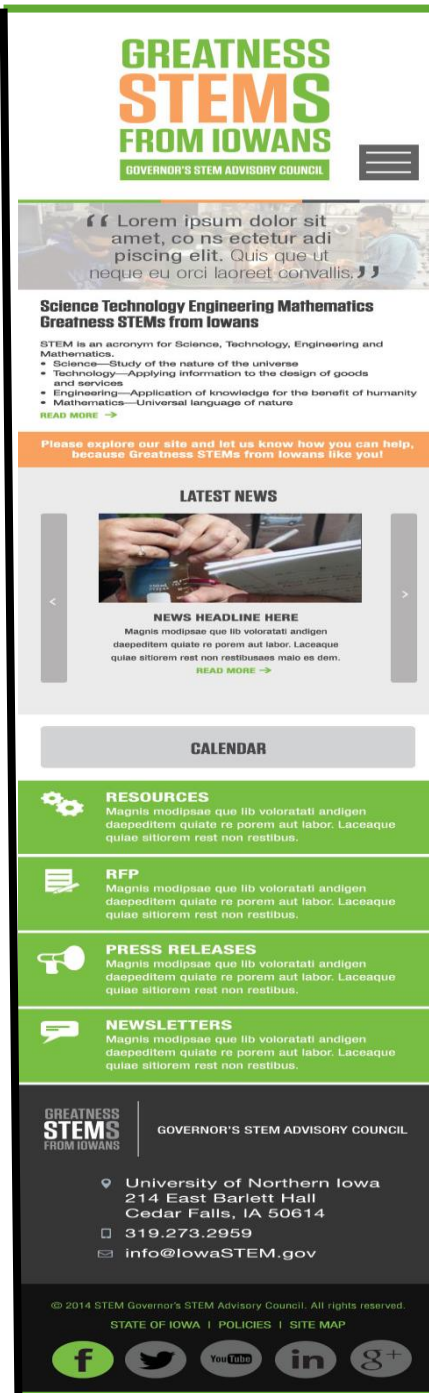 GREATNESS
STEMS
FROM IOWANS
GOVERNOR'S STEM ADVISORY COUNCIL
“ Lorem ipsum dolor sit
amet, co ns ectetur adi
piscing elit. Quis que ut
neque eu orci laoreet convallis.”
Science Technology Engineering Mathematics
Greatness STEMs from Iowans
STEM is an acronym for Science, Technology, Engineering and
Mathematics.
• Science—Study of the nature of the universe
• Technology—Applying information to the design of goods
and services
• Engineering—Application of knowledge for the benefit of humanity
• Mathematics—Universal language of nature
READ MORE →
Please explore our site and let us know how you can help,
because Greatness STEMs from Iowans like you!
LATEST NEWS
<
>
NEWS HEADLINE HERE
Magnis modipsae que lib voloratati andigen
daepeditem quiate re porem aut labor. Laceaque
quiae sitiorem rest non restibusaes maio es dem.
READ MORE →
CALENDAR
RESOURCES
Magnis modipsae que lib voloratati andigen
daepeditem quiate re porem aut labor. Laceaque
quiae sitiorem rest non restibus.
RFP
Magnis modipsae que lib voloratati andigen
daepeditem quiate re porem aut labor. Laceaque
quiae sitiorem rest non restibus.
PRESS RELEASES
Magnis modipsae que lib voloratati andigen
daepeditem quiate re porem aut labor. Laceaque
quiae sitiorem rest non restibus.
NEWSLETTERS
Magnis modipsae que lib voloratati andigen
daepeditem quiate re porem aut labor. Laceaque
quiae sitiorem rest non restibus.
GREATNESS
STEMS
FROM IOWANS
GOVERNOR'S STEM ADVISORY COUNCIL
University of Northern Iowa
214 East Barlett Hall
Cedar Falls, IA 50614
319.273.2959
info@IowaSTEM.gov
© 2014 STEM Governor's STEM Advisory Council. All rights reserved.
STATE OF IOWA | POLICIES | SITE MAP
f
YouTube
in
g+